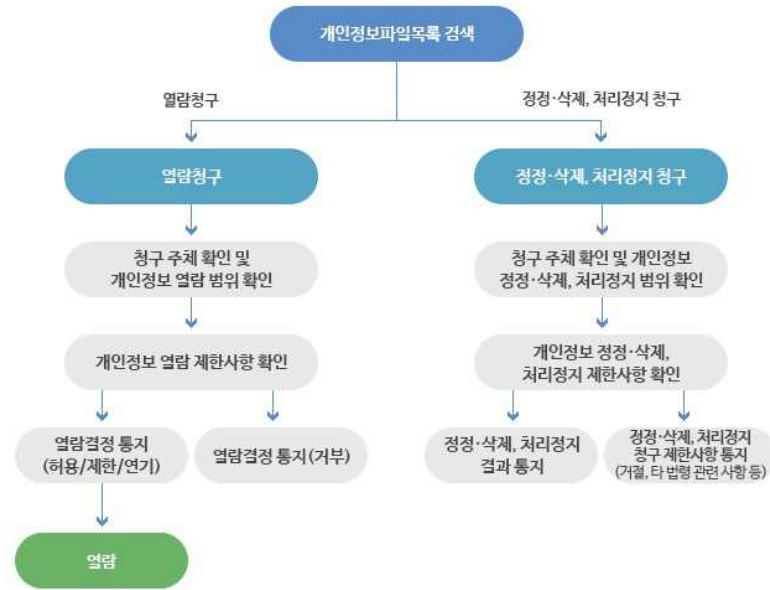 개인정보파일목록 검색
열람청구
정정·삭제, 처리정지 청구
열람청구
정정·삭제, 처리정지 청구
청구 주체 확인 및
개인정보 열람 범위 확인
청구 주체 확인 및 개인정보
정정·삭제, 처리정지 범위 확인
개인정보 열람 제한사항 확인
개인정보 정정·삭제,
처리정지 제한사항 확인
열람결정 통지
(허용/제한/연기)
열람결정 통지(거부)
정정·삭제, 처리정지
결과 통지
정정·삭제, 처리정지
청구 제한사항 통지
(거절, 타 법령 관련 사항 등)
열람